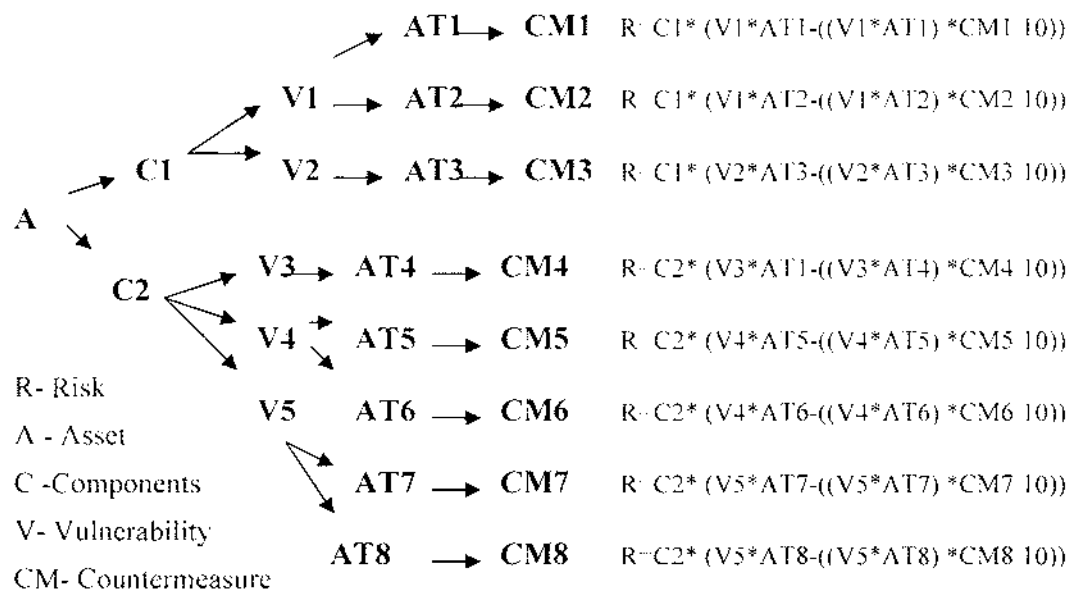 AT1 CM1 R C1* (V1*AT1-((V1*AT1) *CM1 10))
V1 AT2 CM2 R C1* (V1*AT2-((V1*AT2) *CM2 10))
C1 V2 AT3 CM3 R C1* (V2*AT3-((V2*AT3) *CM3 10))
A
V3 AT4 CM4 R C2* (V3*AT1-((V3*AT4) *CM4 10))
C2
V4 AT5 CM5 R C2* (V4*AT5-((V4*AT5) *CM5 10))
R- Risk
V5 AT6 CM6 R C2* (V4*AT6-((V4*AT6) *CM6 10))
A - Asset
C -Components AT7 CM7 R C2* (V5*AT7-((V5*AT7) *CM7 10))
V- Vulnerability
AT8 CM8 R C2* (V5*AT8-((V5*AT8) *CM8 10))
CM- Countermeasure